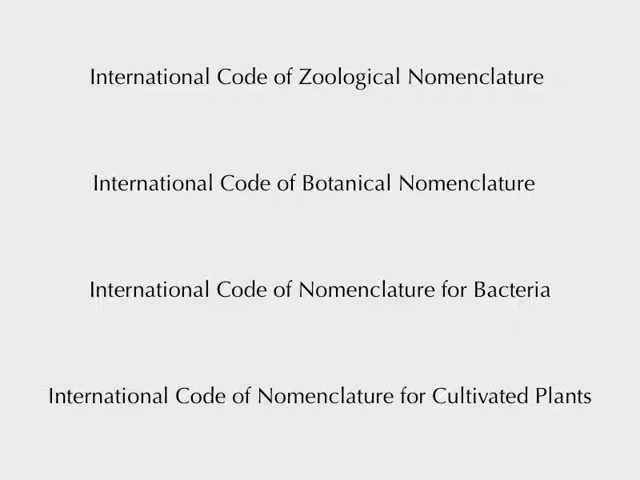 International Code of Zoological Nomenclature
International Code of Botanical Nomenclature
International Code of Nomenclature for Bacteria
International Code of Nomenclature for Cultivated Plants